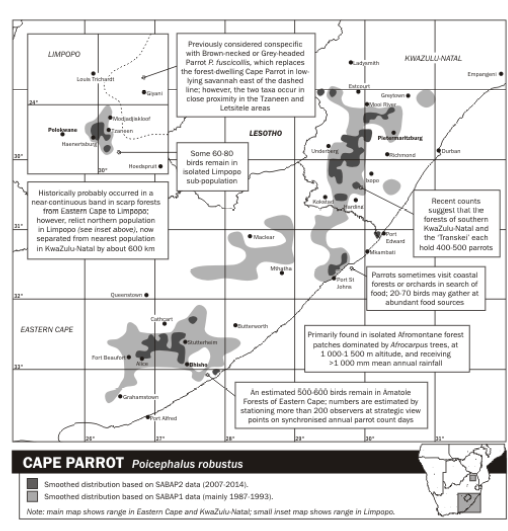 LIMPOPO
Louis Trichardt
Giyani
24°
Modjadjiskloof
Polokwane
Tzaneen
Haenertsburg
30°
Hoedspruit
Previously considered conspecific
with Brown-necked or Grey-headed
Parrot P. fuscicollis, which replaces
the forest-dwelling Cape Parrot in low-
lying savannah east of the dashed
line; however, the two taxa occur in
close proximity in the Tzaneen and
Letsitele areas
Some 60-80
birds remain in
isolated Limpopo
sub-population
Historically probably occurred in a
near-continuous band in scarp forests
from Eastern Cape to Limpopo;
however, relict northern population
in Limpopo (see inset above), now
separated from nearest population
in KwaZulu-Natal by about 600 km
LESOTHO
KWAZULU-NATAL
Ladysmith
Empangeni
Estcourt
Greytown
Mooi River
Pietermaritzburg
Underberg
Richmond
Durban
Ixopo
Kokstad
Harding
Port
Edward
Mkambati
Port St
Johns
30°
31°
32°
33°
Recent counts
suggest that the
forests of southern
KwaZulu-Natal and
the 'Transkei' each
hold 400-500 parrots
Maclear
Mthatha
Parrots sometimes visit coastal
forests or orchards in search of
food; 20-70 birds may gather at
abundant food sources
Queenstown
Cathcart
Butterworth
EASTERN CAPE
Stutterheim
Fort Beaufort
Alice
Bhisho
Primarily found in isolated Afromontane forest
patches dominated by Afrocarpus trees, at
1 000-1 500 m altitude, and receiving
>1 000 mm mean annual rainfall
Grahamstown
Port Alfred
An estimated 500-600 birds remain in Amatole
Forests of Eastern Cape; numbers are estimated by
stationing more than 200 observers at strategic view
points on synchronised annual parrot count days
26° 27° 28° 29° 30° 31°
CAPE PARROT Poicephalus robustus
Smoothed distribution based on SABAP2 data (2007-2014).
Smoothed distribution based on SABAP1 data (mainly 1987-1993).
Note: main map shows range in Eastern Cape and KwaZulu-Natal; small inset map shows range in Limpopo.